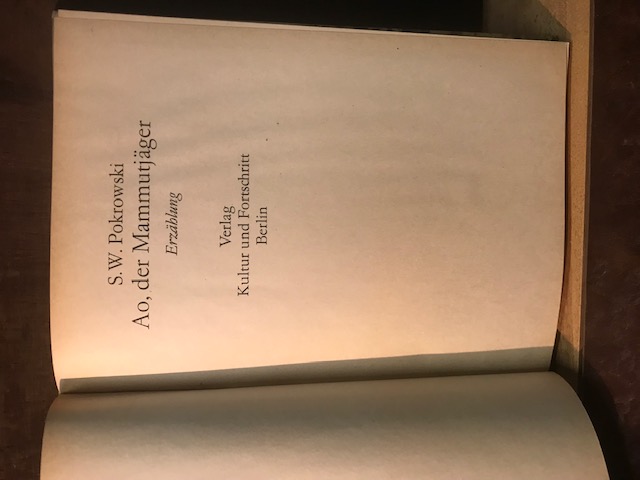 S. W. Pokrowski
Ao, der Mammutjäger
Erzählung
Verlag
Kultur und Fortschritt
Berlin